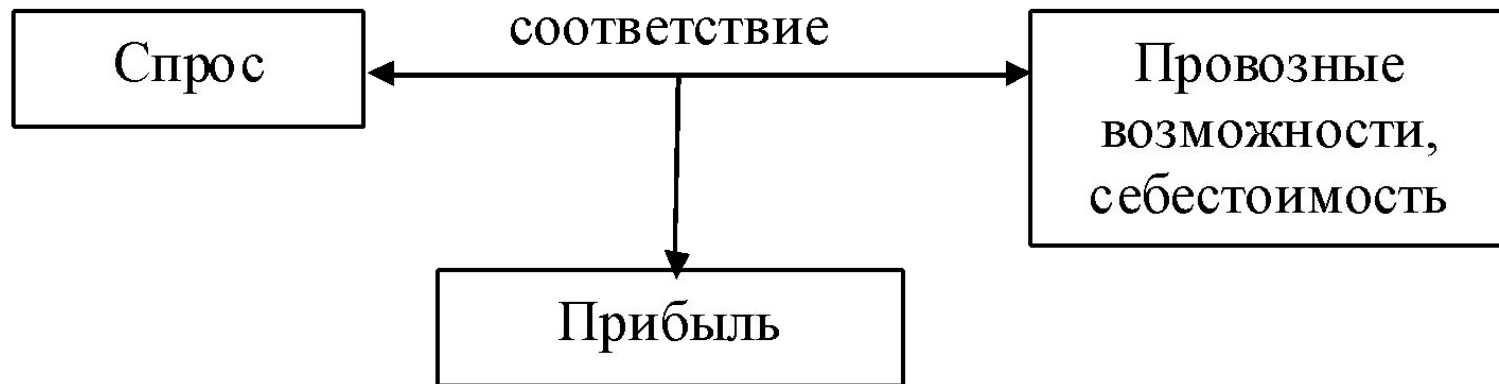 соответствие
Спрос
Провозные
возможности,
себестоимость
Прибыль